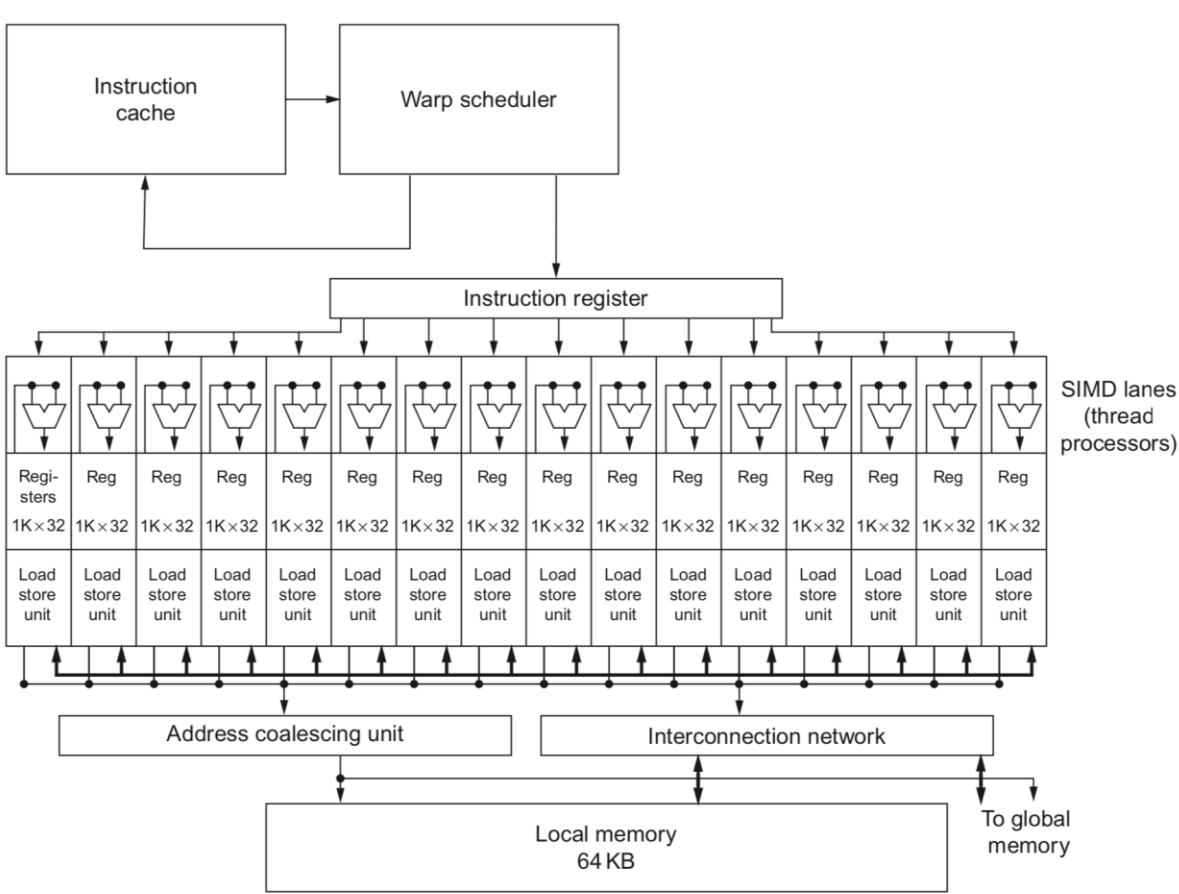 Instruction
cache
Warp scheduler
Instruction register
SIMD lanes
(thread
processors)
Regi-
sters
Reg Reg Reg Reg Reg Reg Reg Reg Reg Reg Reg Reg Reg Reg Reg
1K×32 1K×32 1K×32 1K×32 1K×32 1K×32 1K×32 1K×32 1K×32 1K×32 1K×32 1K×32 1K×32 1K×32 1K×32 1K×32
Load Load Load Load Load Load Load Load Load Load Load Load Load Load Load Load
store store store store store store store store store store store store store store store store
unit unit unit unit unit unit unit unit unit unit unit unit unit unit unit unit
Address coalescing unit
Interconnection network
Local memory
64 KB
To global
memory